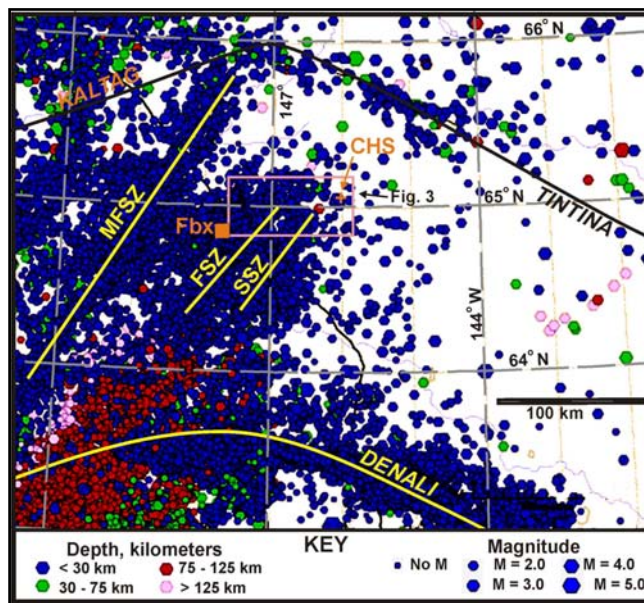 66° N
KALTAG
147°
CHS
Fig. 3
65° N
TINTINA
MFSZ
Fbx
FSZ
SSZ
144° W
64° N
100 km
DENALI
KEY
Depth, kilometers
< 30 km
75 - 125 km
30 - 75 km
> 125 km
Magnitude
No M
M = 2.0
M = 4.0
M = 3.0
M = 5.0